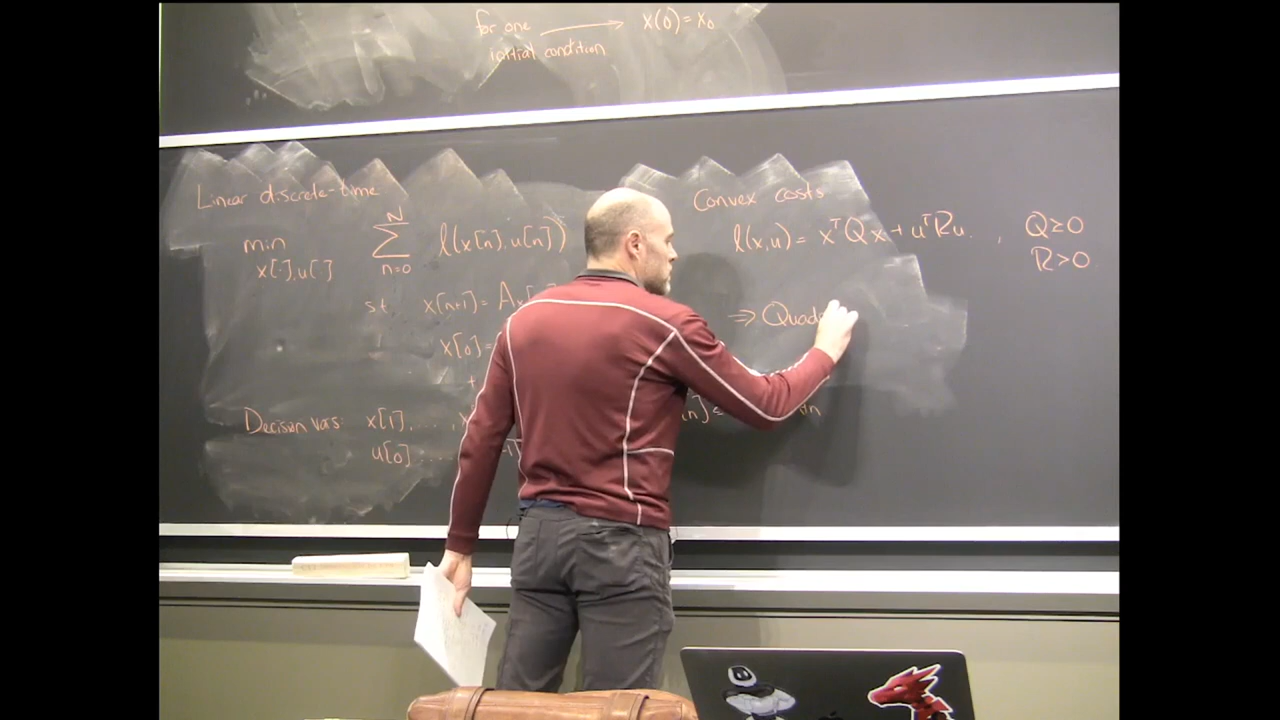 for one ⟶ x(0) = x₀
initial condition
Linear discrete-time
min Σ l(x[n], u[n])
x[·], u[·] n=0 N
s.t. x[n+1] = Ax[
x[0] =
+
Decision vars: x[1], ...,
u[0], ...
Convex costs
l(x,u) = xᵀQx + uᵀRu. , Q≥0
R>0
⇒ Quad
[n] ≤ ∀n